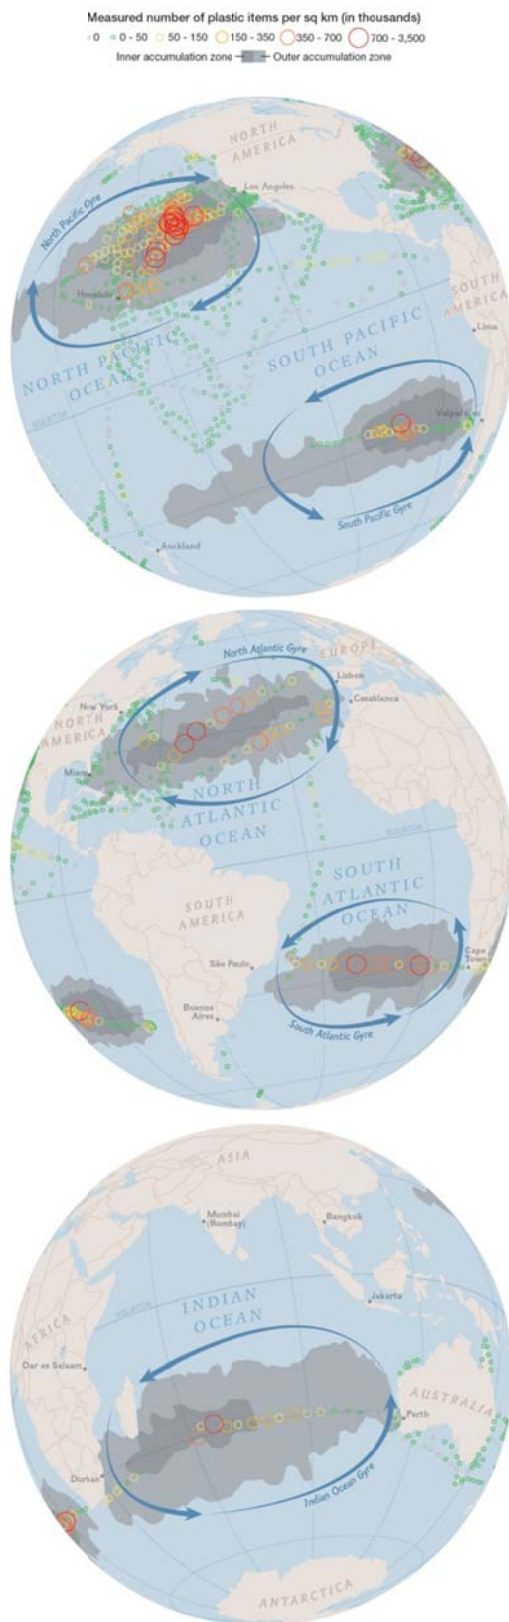 Measured number of plastic items per sq km (in thousands)
0 0 - 50 50 - 150 150 - 350 350 - 700 700 - 3,500
Inner accumulation zone Outer accumulation zone
NORTH
AMERICA
Los Angeles
North Pacific Gyre
Honolulu
SOUTH
AMERICA
Lima
NORTH PACIFIC
OCEAN
SOUTH PACIFIC
OCEAN
EQUATOR
Valparaíso
South Pacific Gyre
Auckland
North Atlantic Gyre
EUROPE
Lisbon
Casablanca
New York
NORTH
AMERICA
Miami
NORTH
ATLANTIC
OCEAN
EQUATOR
SOUTH
AMERICA
SOUTH
ATLANTIC
OCEAN
São Paulo
Cape
Town
Buenos
Aires
South Atlantic Gyre
ASIA
Mumbai
(Bombay)
Bangkok
EQUATOR
INDIAN
OCEAN
Jakarta
AFRICA
Dar es Salaam
AUSTRALIA
Perth
Durban
Indian Ocean Gyre
ANTARCTICA